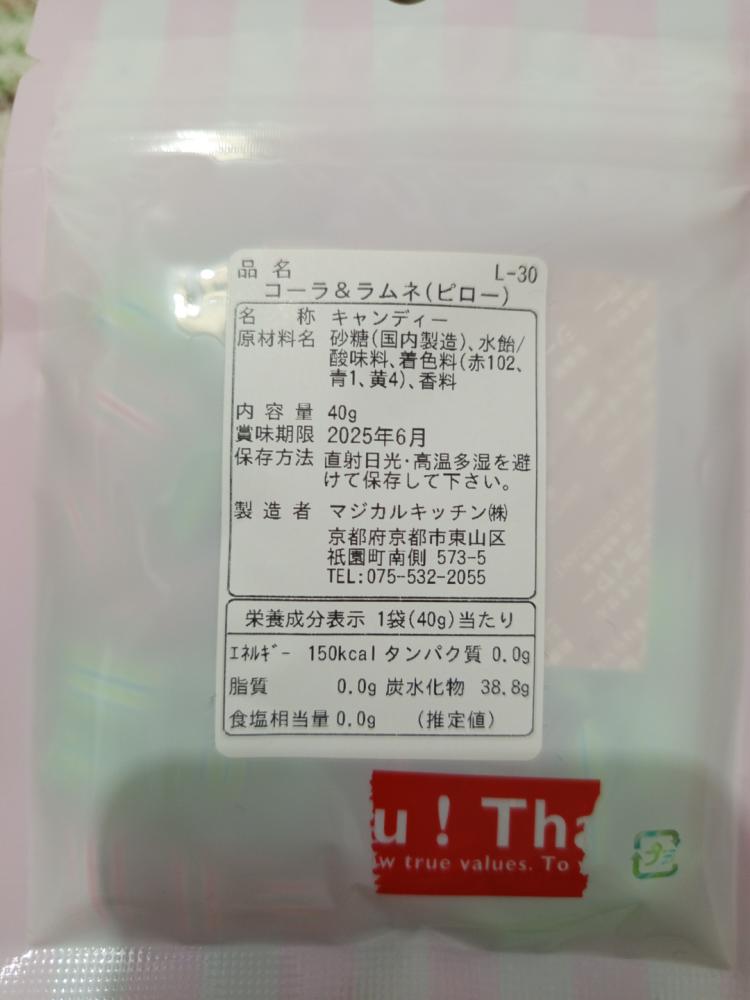 品名 L-30
コーラ&ラムネ(ピロー)
名称 キャンディー
原材料名 砂糖(国内製造)、水飴/
酸味料、着色料(赤102、
青1、黄4)、香料
内容量 40g
賞味期限 2025年6月
保存方法 直射日光・高温多湿を避
けて保存して下さい。
製造者 マジカルキッチン㈱
京都府京都市東山区
祇園町南側 573-5
TEL:075-532-2055
栄養成分表示 1袋(40g)当たり
エネルギー 150kcal タンパク質 0.0g
脂質 0.0g 炭水化物 38.8g
食塩相当量 0.0g (推定値)
u! Tha
w true values. To
プラ